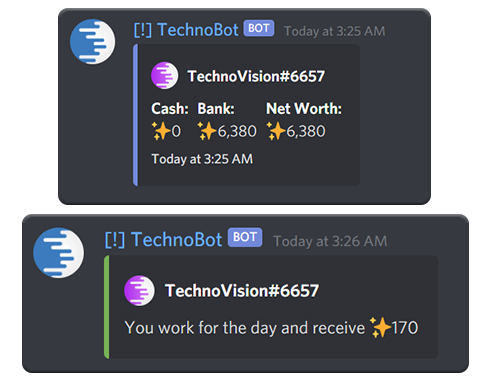 [!] TechnoBot BOT Today at 3:25 AM
TechnoVision#6657
Cash: Bank: Net Worth:
✨0 ✨6,380 ✨6,380
Today at 3:25 AM
[!] TechnoBot BOT Today at 3:26 AM
TechnoVision#6657
You work for the day and receive ✨170